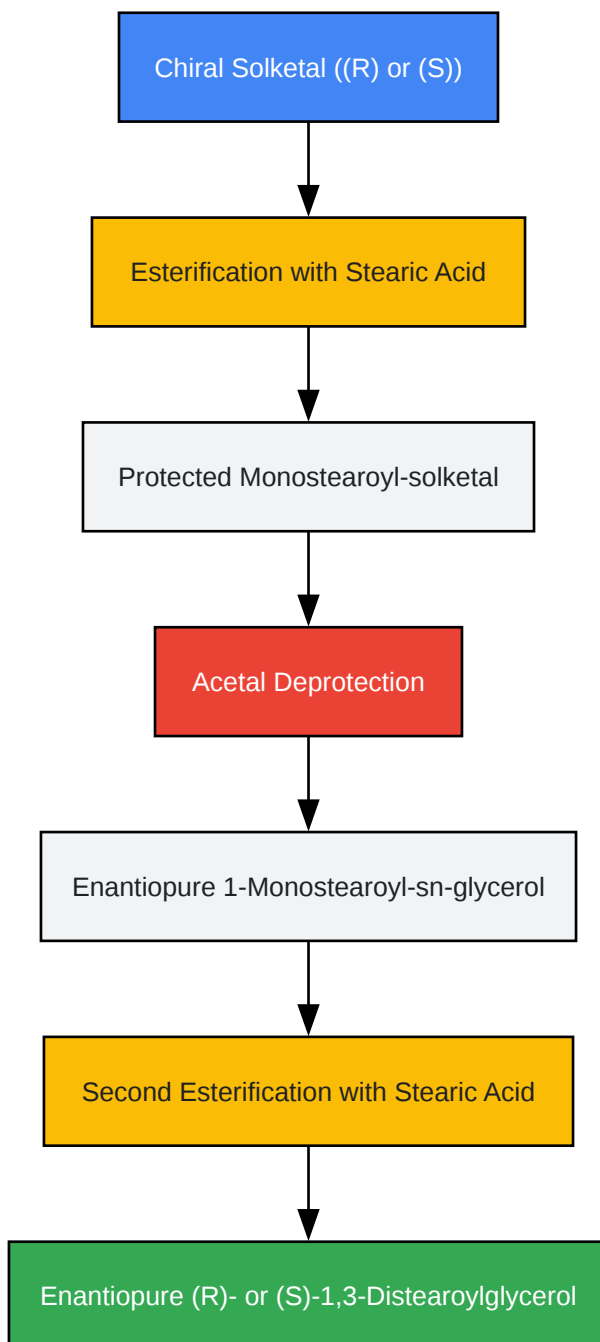 Chiral Solketal ((R) or (S))
Esterification with Stearic Acid
Protected Monostearoyl-solketal
Acetal Deprotection
Enantiopure 1-Monostearoyl-sn-glycerol
Second Esterification with Stearic Acid
Enantiopure (R)- or (S)-1,3-Distearoylglycerol